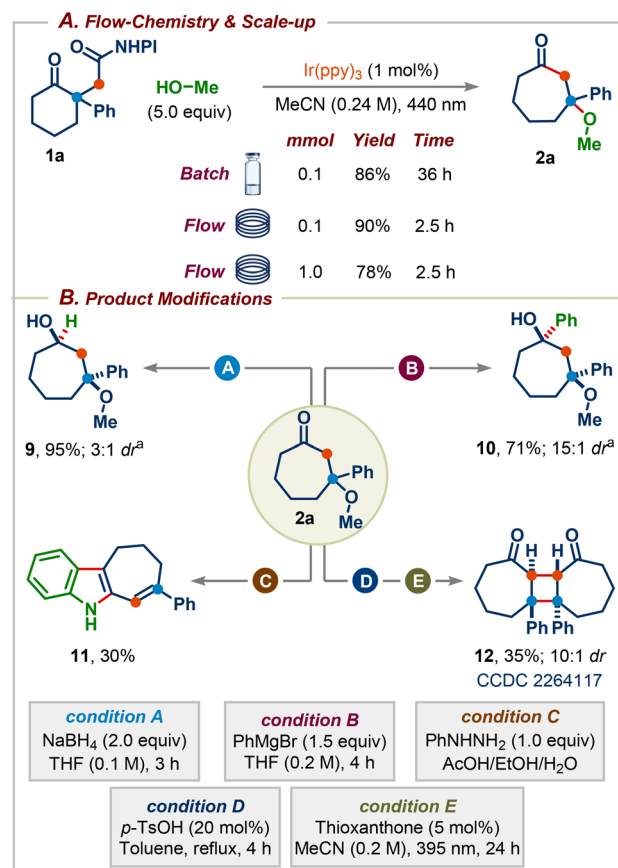 A. Flow-Chemistry & Scale-up
O
O
NHPI
Ph
1a
HO–Me
(5.0 equiv)
Ir(ppy)3 (1 mol%)
MeCN (0.24 M), 440 nm
O
Ph
O
Me
2a
mmol Yield Time
Batch 0.1 86% 36 h
Flow 0.1 90% 2.5 h
Flow 1.0 78% 2.5 h
B. Product Modifications
HO H
Ph
O
Me
9, 95%; 3:1 dr^a
A
B
HO Ph
Ph
O
Me
10, 71%; 15:1 dr^a
O
Ph
O
Me
2a
N
H
Ph
11, 30%
C
D
E
O H H O
Ph Ph
12, 35%; 10:1 dr
CCDC 2264117
condition A
NaBH4 (2.0 equiv)
THF (0.1 M), 3 h
condition B
PhMgBr (1.5 equiv)
THF (0.2 M), 4 h
condition C
PhNHNH2 (1.0 equiv)
AcOH/EtOH/H2O
condition D
p-TsOH (20 mol%)
Toluene, reflux, 4 h
condition E
Thioxanthone (5 mol%)
MeCN (0.2 M), 395 nm, 24 h